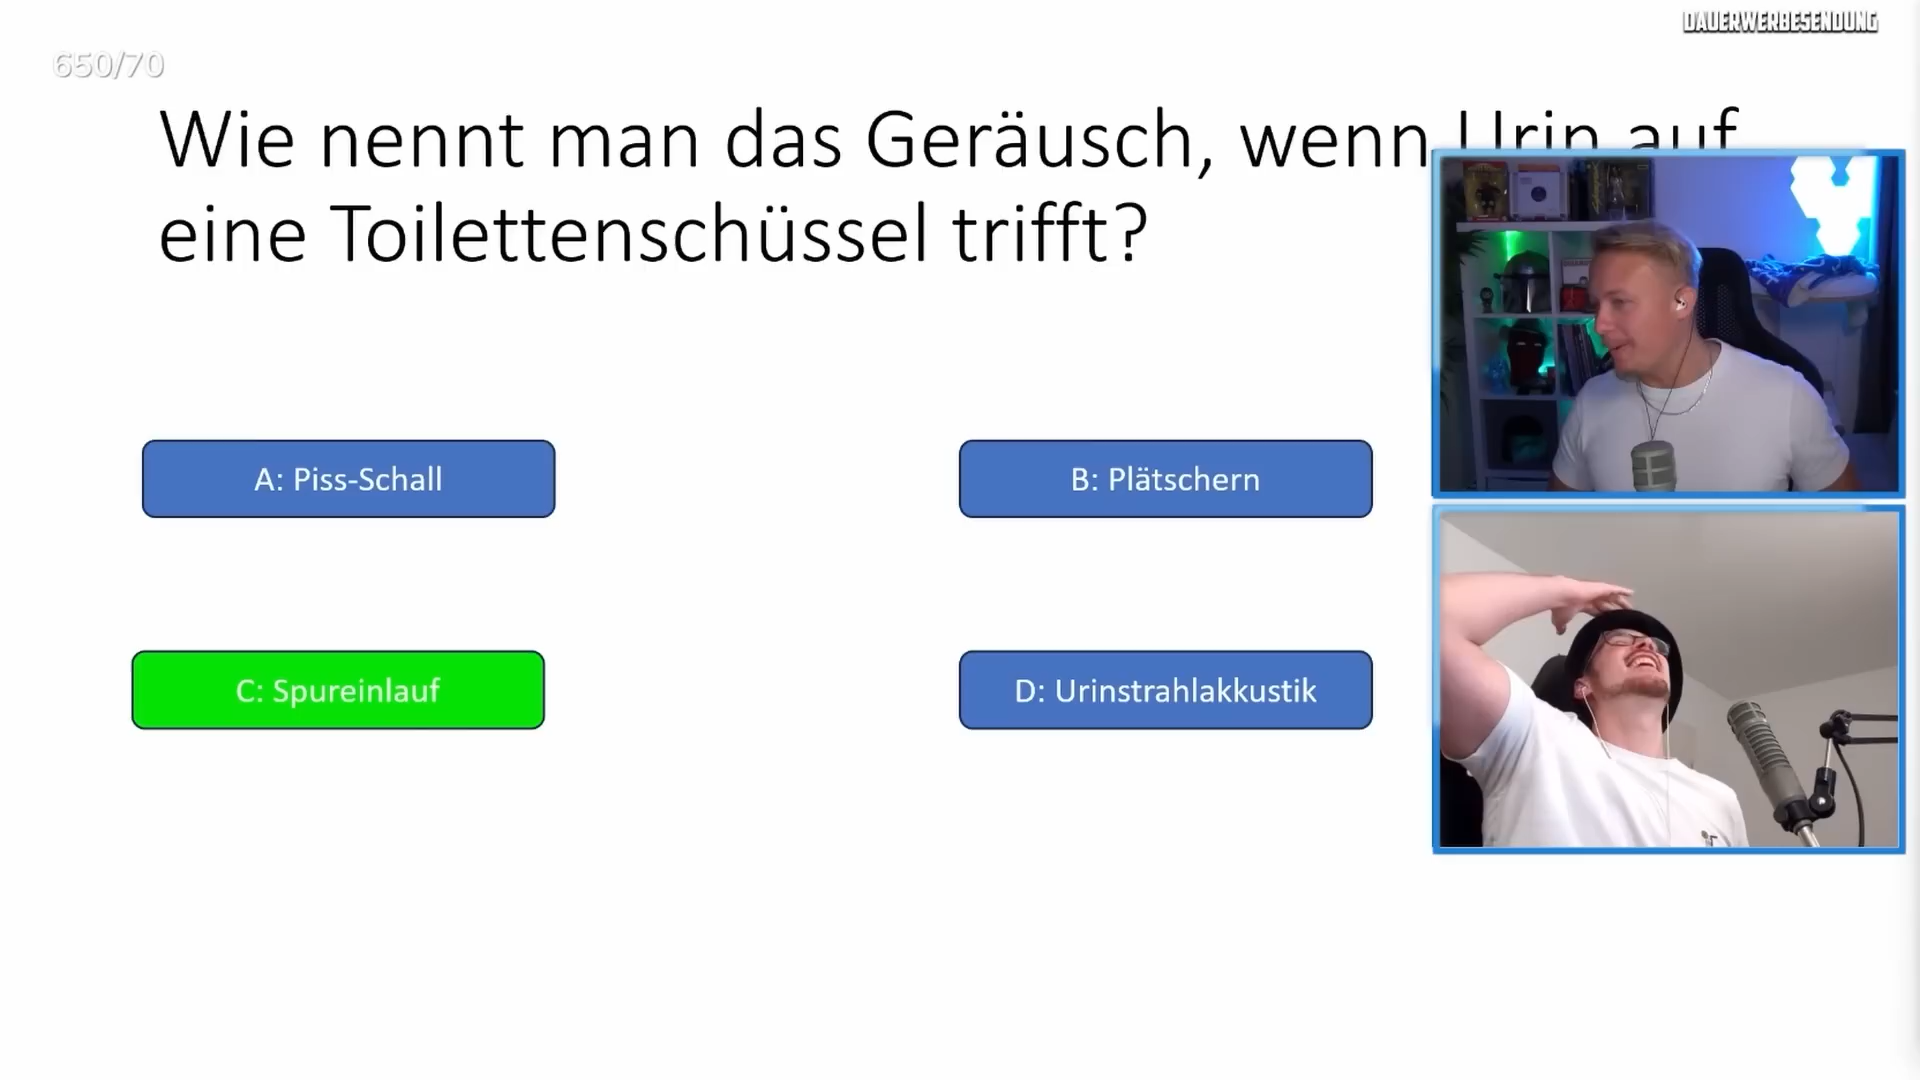 DAUERWERBESENDUNG
650/70
Wie nennt man das Geräusch, wenn Urin auf
eine Toilettenschüssel trifft?
A: Piss-Schall
B: Plätschern
C: Spureinlauf
D: Urinstrahlakkustik